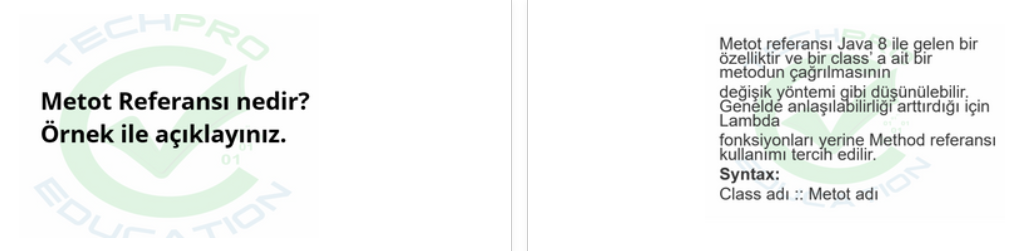 TECHPRO
Metot Referansı nedir?
Örnek ile açıklayınız.
01
01
EDUCATION
Metot referansı Java 8 ile gelen bir
özelliktir ve bir class' a ait bir
metodun çağrılmasının
değişik yöntemi gibi düşünülebilir.
Genelde anlaşılabilirliği arttırdığı için
Lambda
fonksiyonları yerine Method referansı
kullanımı tercih edilir.
Syntax:
Class adı :: Metot adı